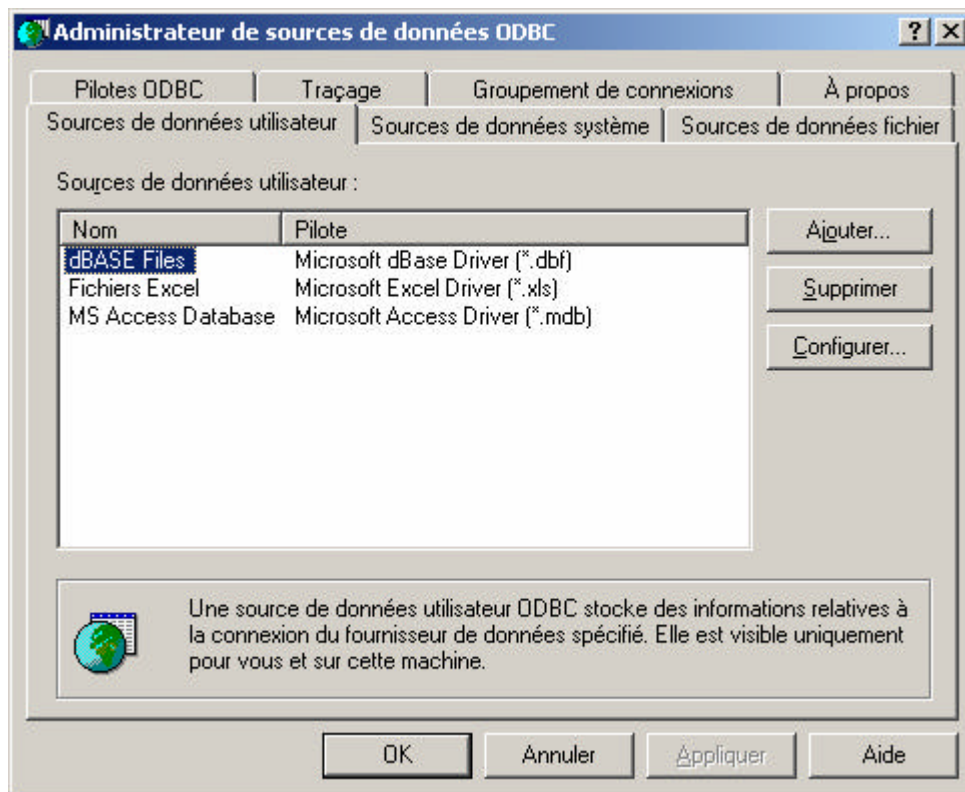 Administrateur de sources de données ODBC
Pilotes ODBC Traçage Groupement de connexions À propos
Sources de données utilisateur Sources de données système Sources de données fichier
Sources de données utilisateur :
Nom Pilote
dBASE Files Microsoft dBase Driver (*.dbf)
Fichiers Excel Microsoft Excel Driver (*.xls)
MS Access Database Microsoft Access Driver (*.mdb)
Ajouter...
Supprimer
Configurer...
Une source de données utilisateur ODBC stocke des informations relatives à
la connexion du fournisseur de données spécifié. Elle est visible uniquement
pour vous et sur cette machine.
OK Annuler Appliquer Aide